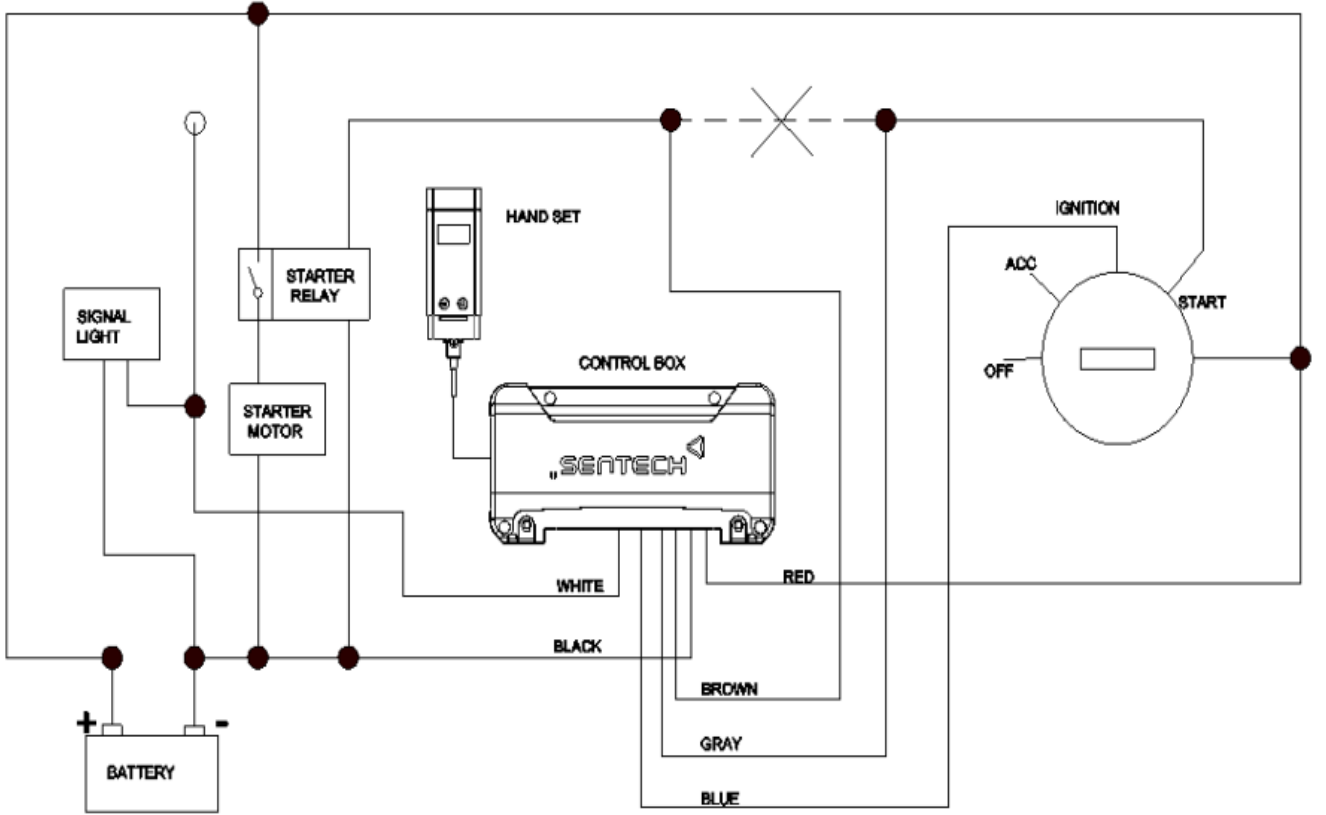 HAND SET
IGNITION
ACC
START
OFF
STARTER
RELAY
SIGNAL
LIGHT
CONTROL BOX
STARTER
MOTOR
SENTECH
WHITE
RED
BLACK
BROWN
GRAY
BLUE
+ -
BATTERY